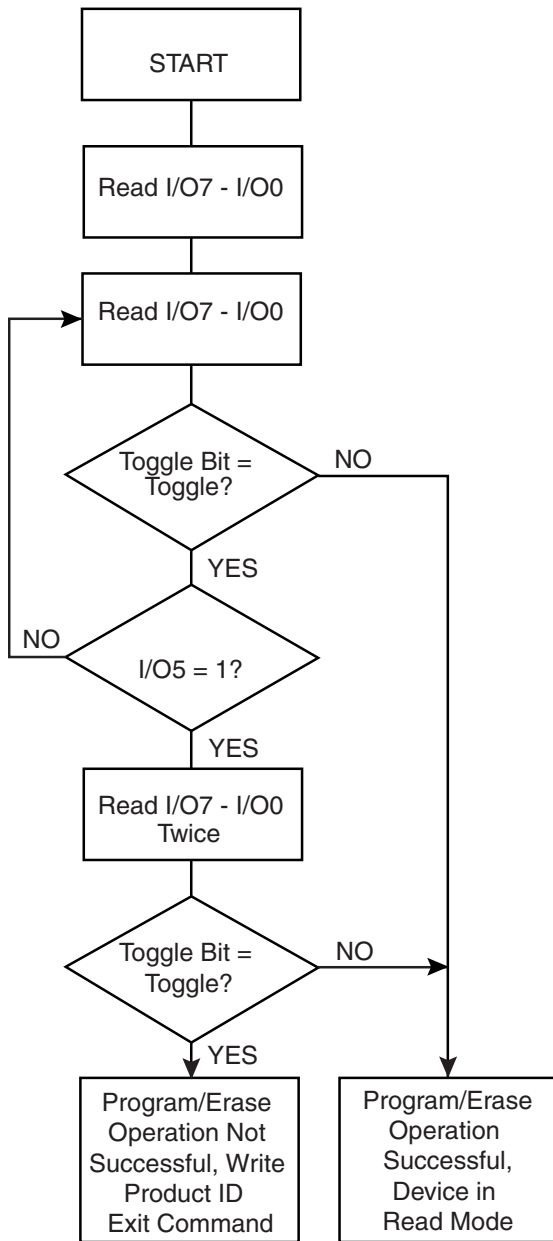 START
Read I/O7 - I/O0
Read I/O7 - I/O0
Toggle Bit =
Toggle?
NO
YES
NO
I/O5 = 1?
YES
Read I/O7 - I/O0
Twice
Toggle Bit =
Toggle?
NO
YES
Program/Erase
Operation Not
Successful, Write
Product ID
Exit Command
Program/Erase
Operation
Successful,
Device in
Read Mode